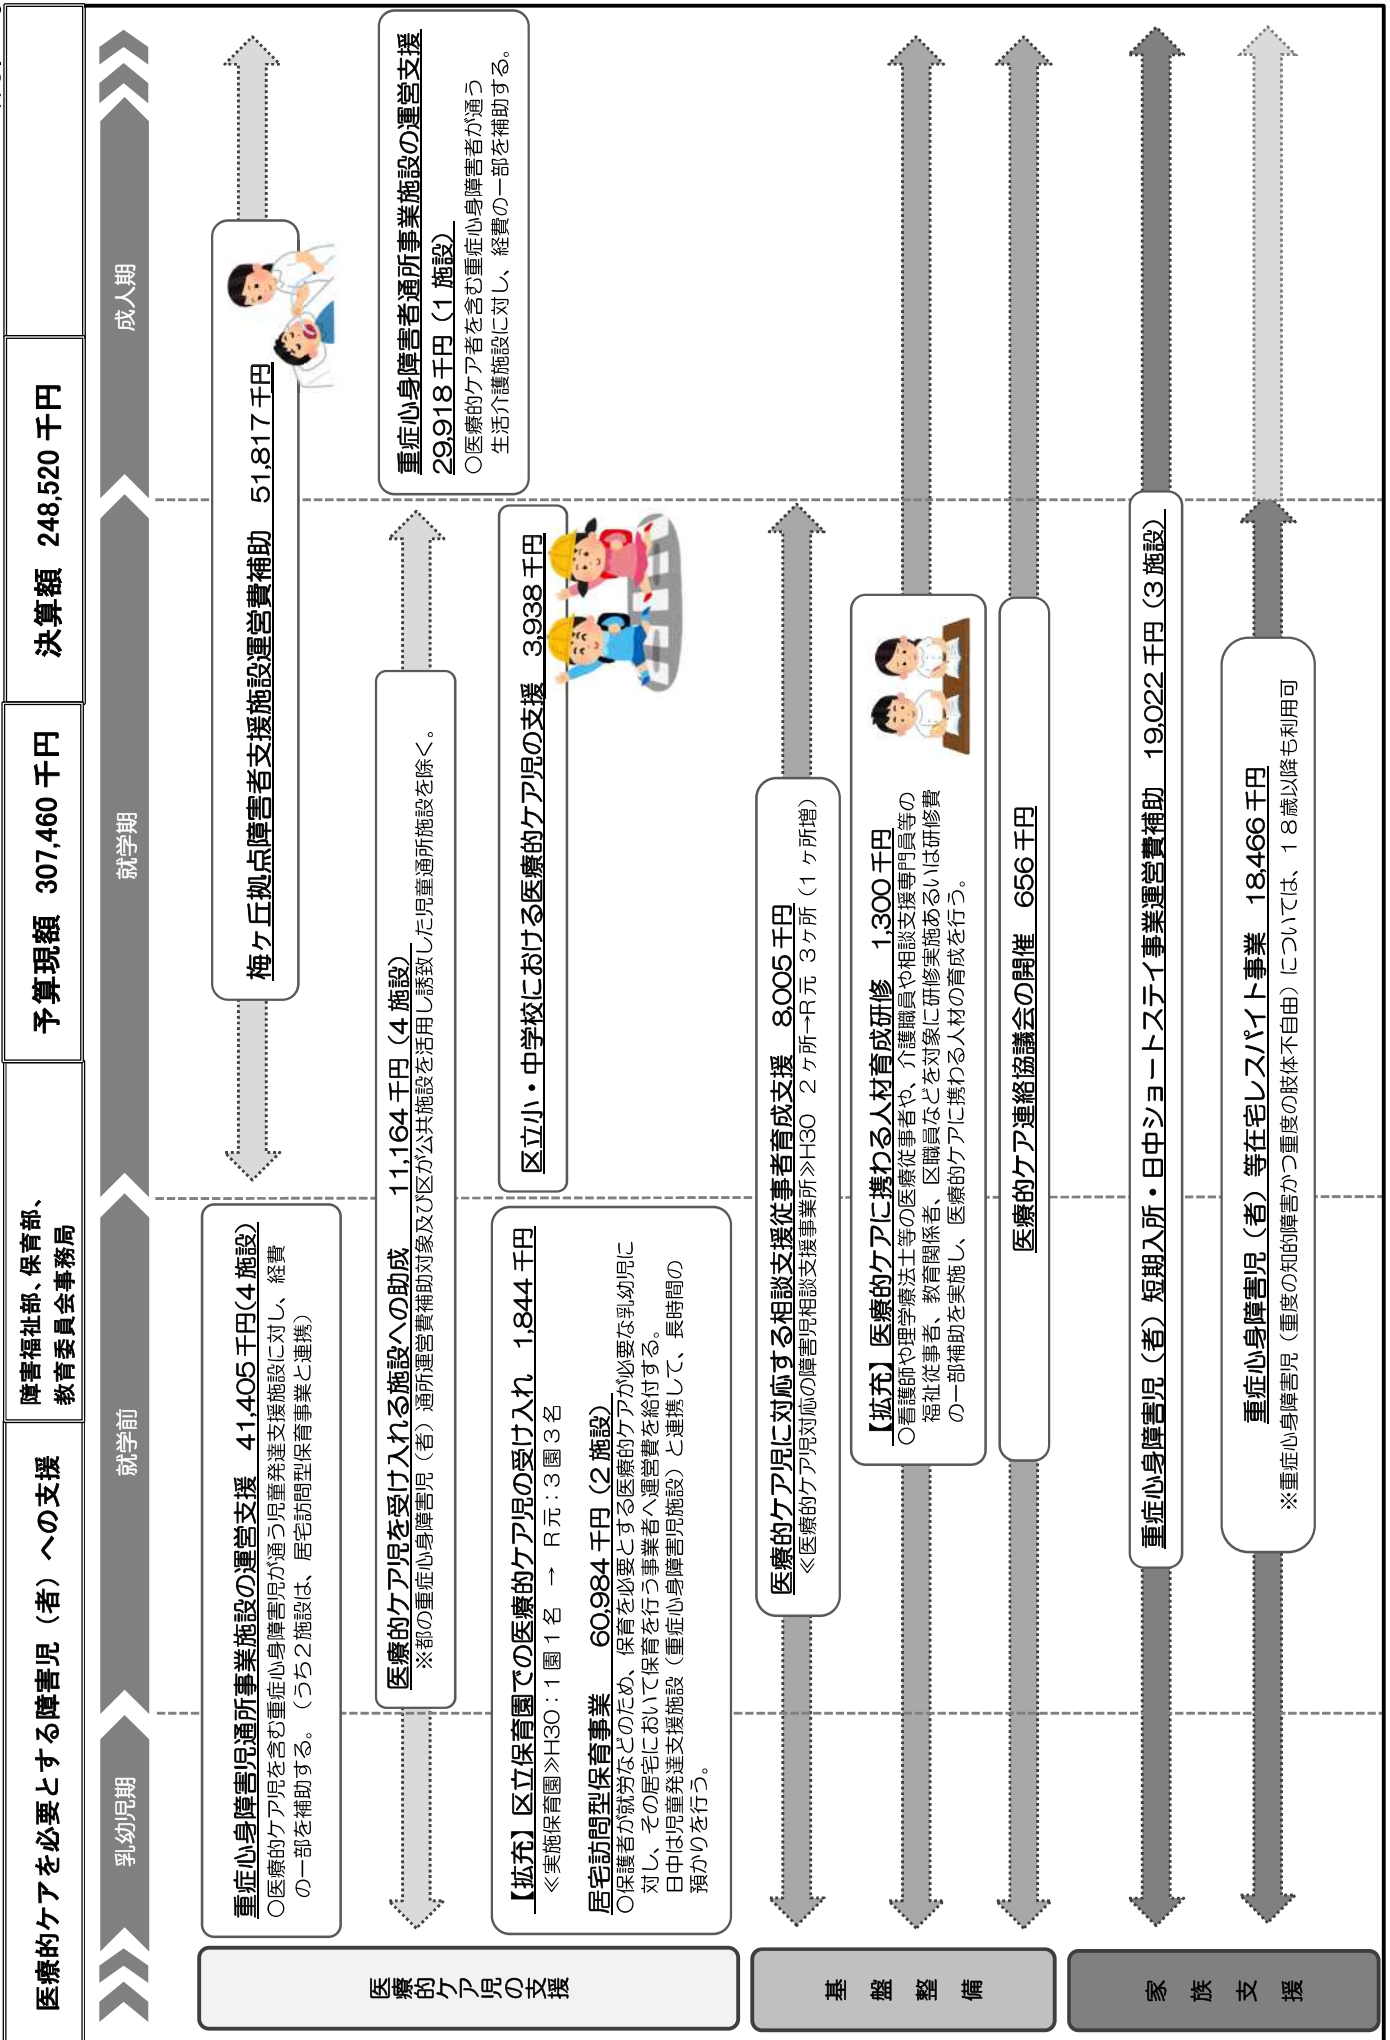 医療的ケアを必要とする障害児（者）への支援
障害福祉部、保育部、
教育委員会事務局
予算現額 307,460 千円
決算額 248,520 千円
乳幼児期
就学前
就学期
成人期
医療的ケア児の支援
重症心身障害児通所事業施設の運営支援 41,405 千円（4 施設）
○医療的ケア児を含む重症心身障害児が通う児童発達支援施設に対し、経費
の一部を補助する。（うち２施設は、居宅訪問型保育事業と連携）
梅ヶ丘拠点障害者支援施設運営費補助 51,817 千円
医療的ケア児を受け入れる施設への助成 11,164 千円（4 施設）
※都の重症心身障害児（者）通所運営費補助対象及び区が公共施設を活用し誘致した児童通所施設を除く。
重症心身障害者通所事業施設の運営支援
29,918 千円（1 施設）
○医療的ケア者を含む重症心身障害者が通う
生活介護施設に対し、経費の一部を補助する。
【拡充】区立保育園での医療的ケア児の受け入れ 1,844 千円
≪実施保育園≫H30：１園１名 → R元：３園３名
居宅訪問型保育事業 60,984 千円（2 施設）
○保護者が就労などのため、保育を必要とする医療的ケアが必要な乳幼児に
対し、その居宅において保育を行う事業者へ運営費を給付する。
日中は児童発達支援施設（重症心身障害児施設）と連携して、長時間の
預かりを行う。
区立小・中学校における医療的ケア児の支援 3,938 千円
基盤整備
医療的ケア児に対応する相談支援従事者育成支援 8,005 千円
≪医療的ケア児対応の障害児相談支援事業所≫H30 ２ヶ所→R元 ３ヶ所（１ヶ所増）
【拡充】医療的ケアに携わる人材育成研修 1,300 千円
○看護師や理学療法士等の医療従事者や、介護職員や相談支援専門員等の
福祉従事者、教育関係者、区職員などを対象に研修実施あるいは研修費
の一部補助を実施し、医療的ケアに携わる人材の育成を行う。
医療的ケア連絡協議会の開催 656 千円
家族支援
重症心身障害児（者）短期入所・日中ショートステイ事業運営費補助 19,022 千円（3 施設）
重症心身障害児（者）等在宅レスパイト事業 18,466 千円
※重症心身障害児（重度の知的障害かつ重度の肢体不自由）については、１８歳以降も利用可